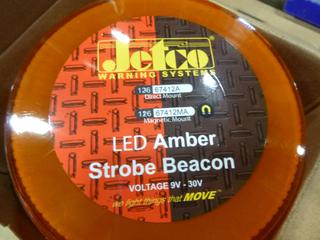 Jetco
WARNING SYSTEMS
126 67412A
Direct Mount
126 67412MA
Magnetic Mount
LED Amber
Strobe Beacon
VOLTAGE 9V - 30V
we light things that MOVE™